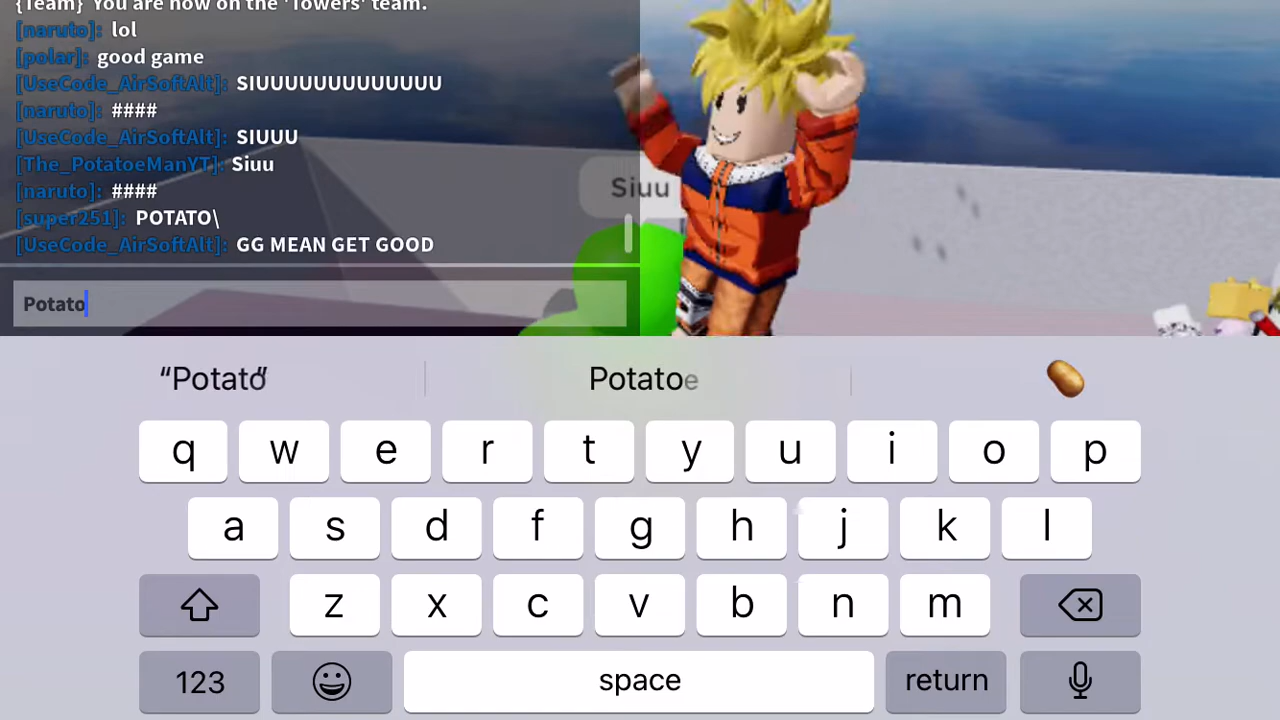 {Team} You are now on the 'Towers' team.
[naruto]: lol
[polar]: good game
[UseCode_AirSoftAlt]: SIUUUUUUUUUUUUU
[naruto]: ####
[UseCode_AirSoftAlt]: SIUUU
[The_PotatoeManYT]: Siuu
[naruto]: ####
[super251]: POTATO\
[UseCode_AirSoftAlt]: GG MEAN GET GOOD
Siuu
Potato
“Potato” Potatoe
q w e r t y u i o p
a s d f g h j k l
z x c v b n m
123 space return